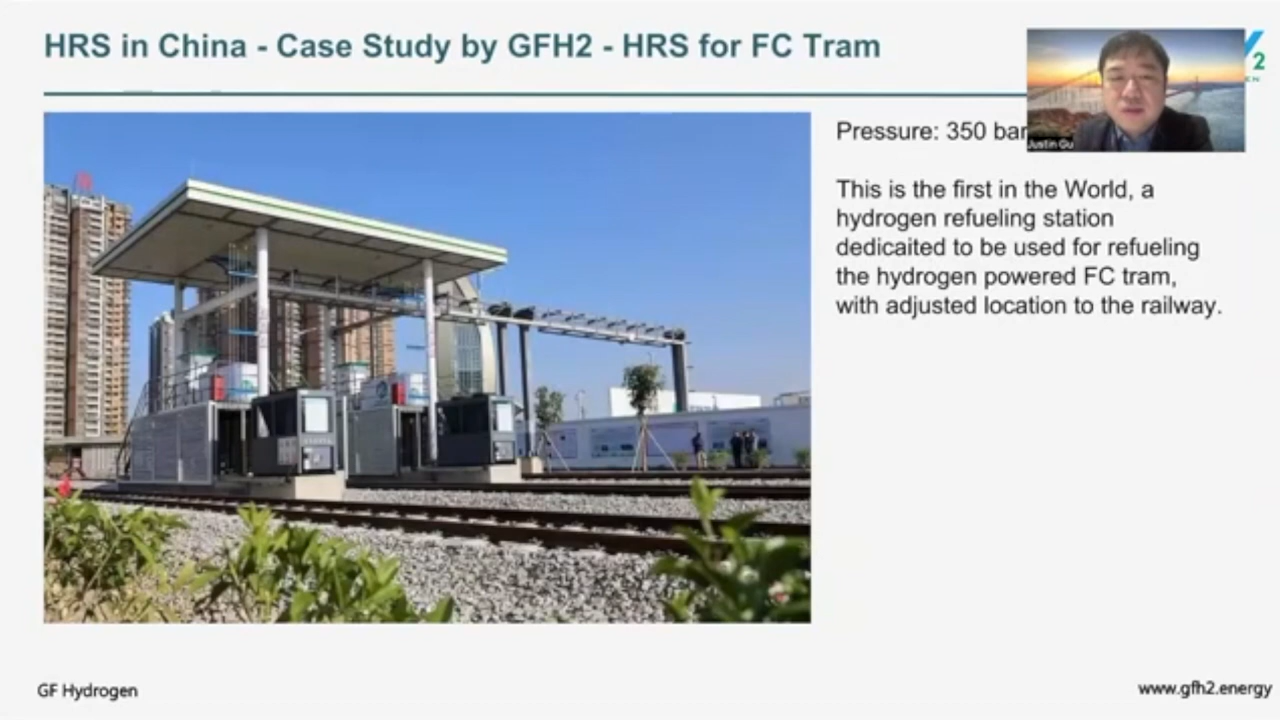 HRS in China - Case Study by GFH2 - HRS for FC Tram
2
EN
Justin Gu
Pressure: 350 bar
This is the first in the World, a
hydrogen refueling station
dedicaited to be used for refueling
the hydrogen powered FC tram,
with adjusted location to the railway.
GF Hydrogen
www.gfh2.energy